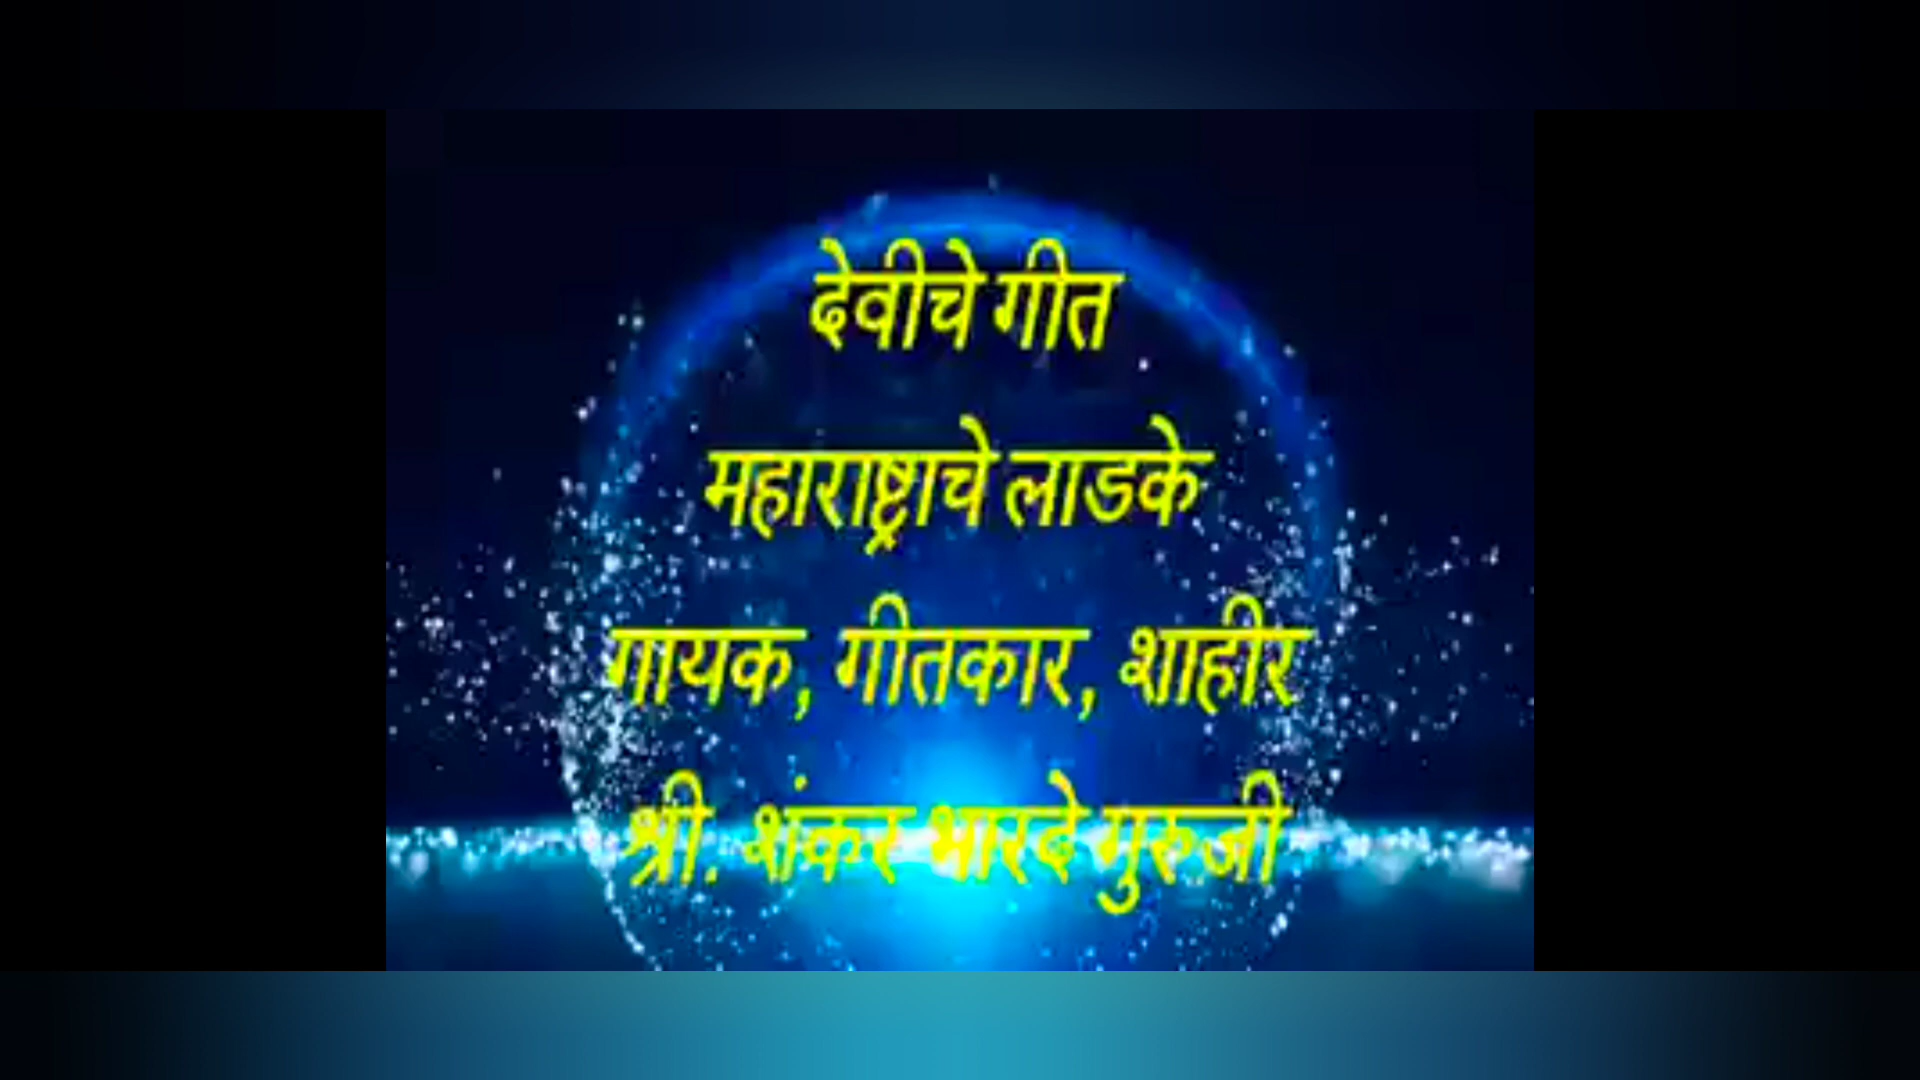 देवीचे गीत
महाराष्ट्राचे लाडके
गायक, गीतकार, शाहीर
श्री. शंकर भारदे गुरुजी